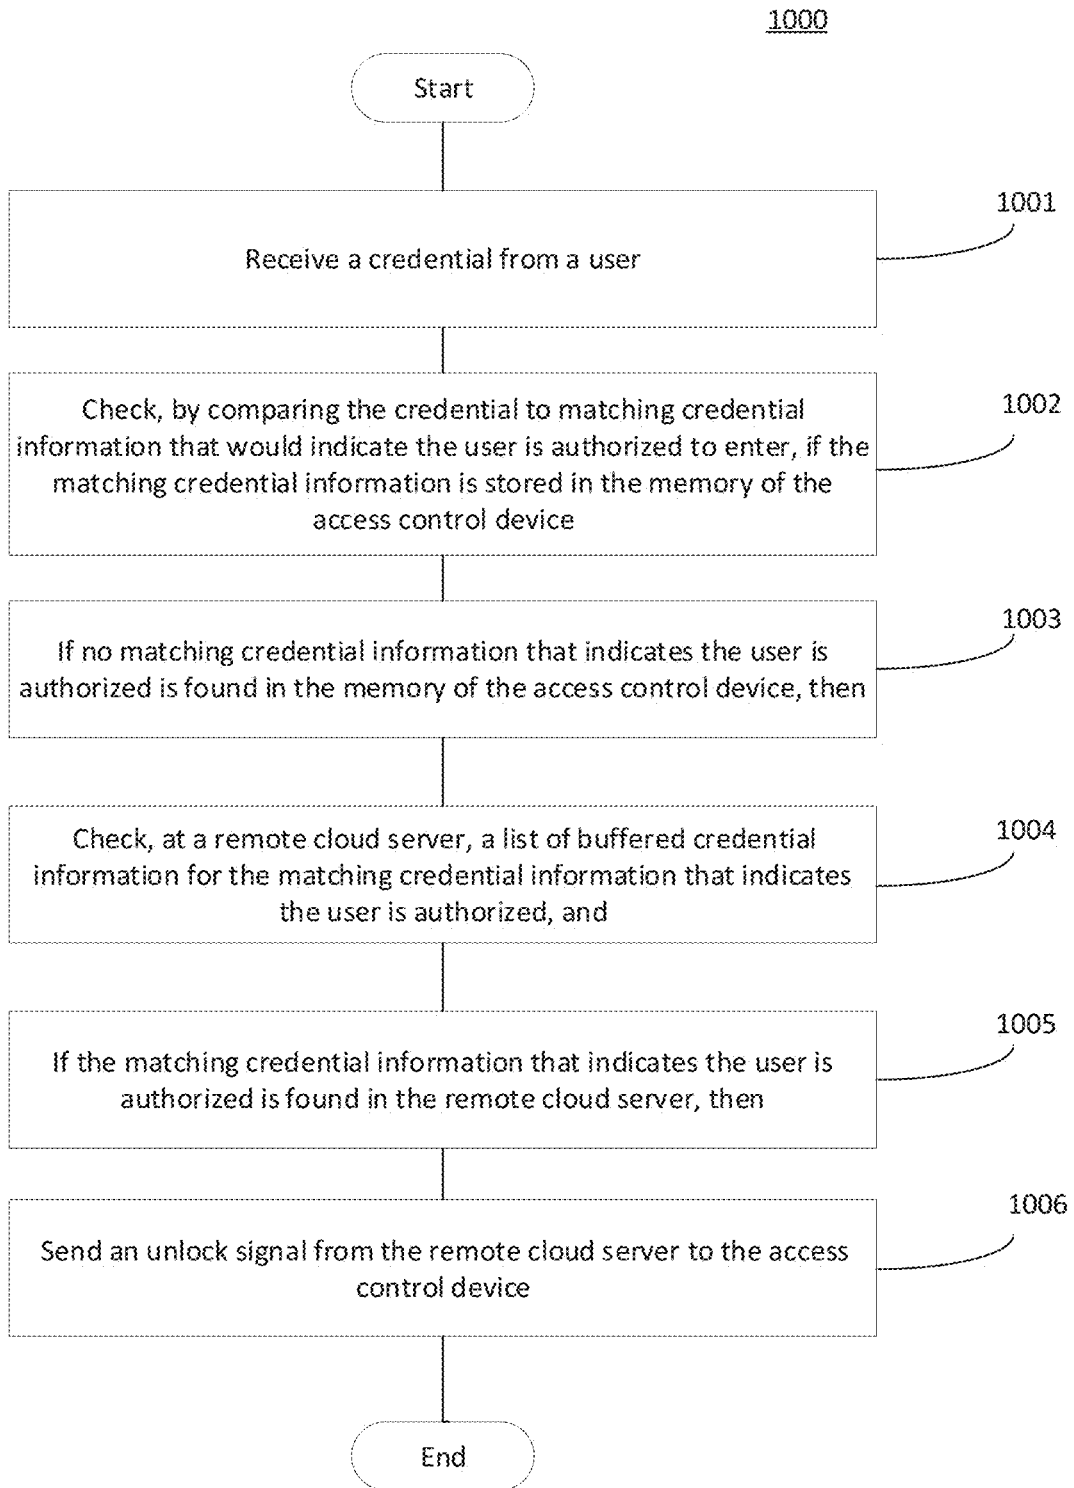 1000
Start
1001
Receive a credential from a user
1002
Check, by comparing the credential to matching credential
information that would indicate the user is authorized to enter, if the
matching credential information is stored in the memory of the
access control device
1003
If no matching credential information that indicates the user is
authorized is found in the memory of the access control device, then
1004
Check, at a remote cloud server, a list of buffered credential
information for the matching credential information that indicates
the user is authorized, and
1005
If the matching credential information that indicates the user is
authorized is found in the remote cloud server, then
1006
Send an unlock signal from the remote cloud server to the access
control device
End